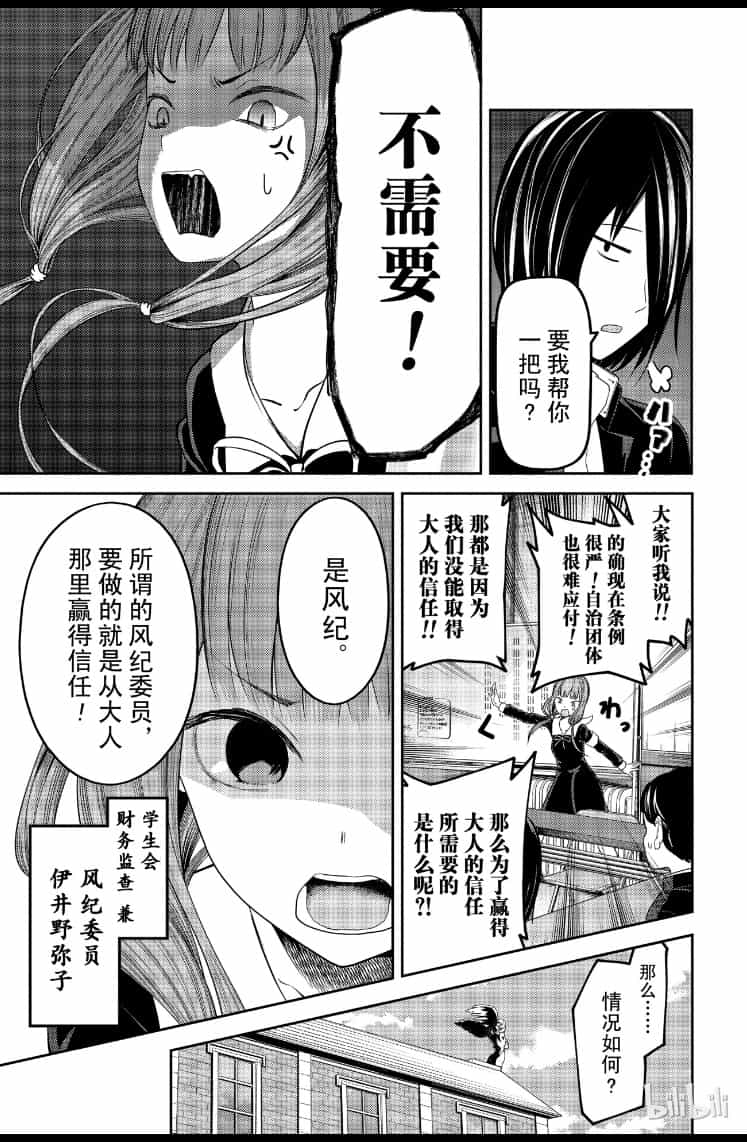 要我帮你
一把吗？
ハ？…
不需要！
大家听我说!!
的确现在条例
很严！自治团体
也很难应付！
那都是因为
我们没能取得
大人的信任!!
わっ
く
那么为了赢得
大人的信任
所需要的
是什么呢?!
是风纪。
所谓的风纪委员，
要做的就是从大人
那里赢得信任！
学生会
财务监查 兼
风纪委员
伊井野弥子
那么……
情况如何？
bilibili